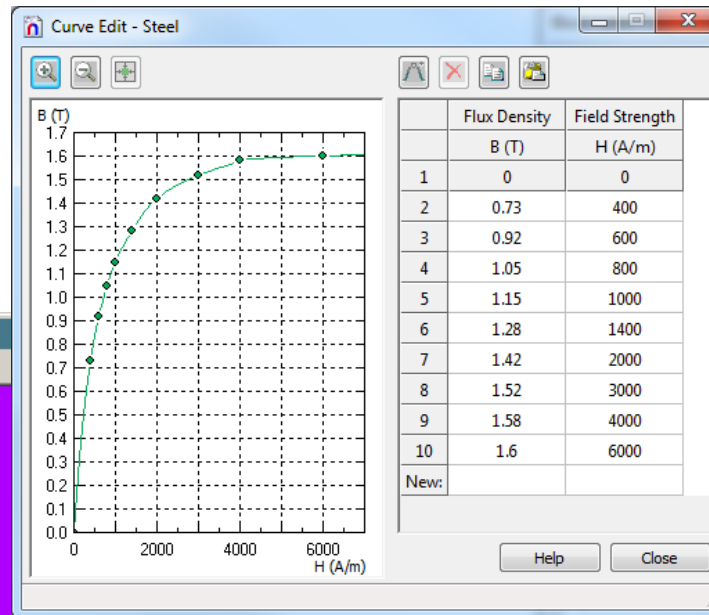 Curve Edit - Steel
B (T)
1.7
1.6
1.5
1.4
1.3
1.2
1.1
1.0
0.9
0.8
0.7
0.6
0.5
0.4
0.3
0.2
0.1
0.0
0 2000 4000 6000
H (A/m)
Flux Density Field Strength
B (T) H (A/m)
1 0 0
2 0.73 400
3 0.92 600
4 1.05 800
5 1.15 1000
6 1.28 1400
7 1.42 2000
8 1.52 3000
9 1.58 4000
10 1.6 6000
New:
Help Close